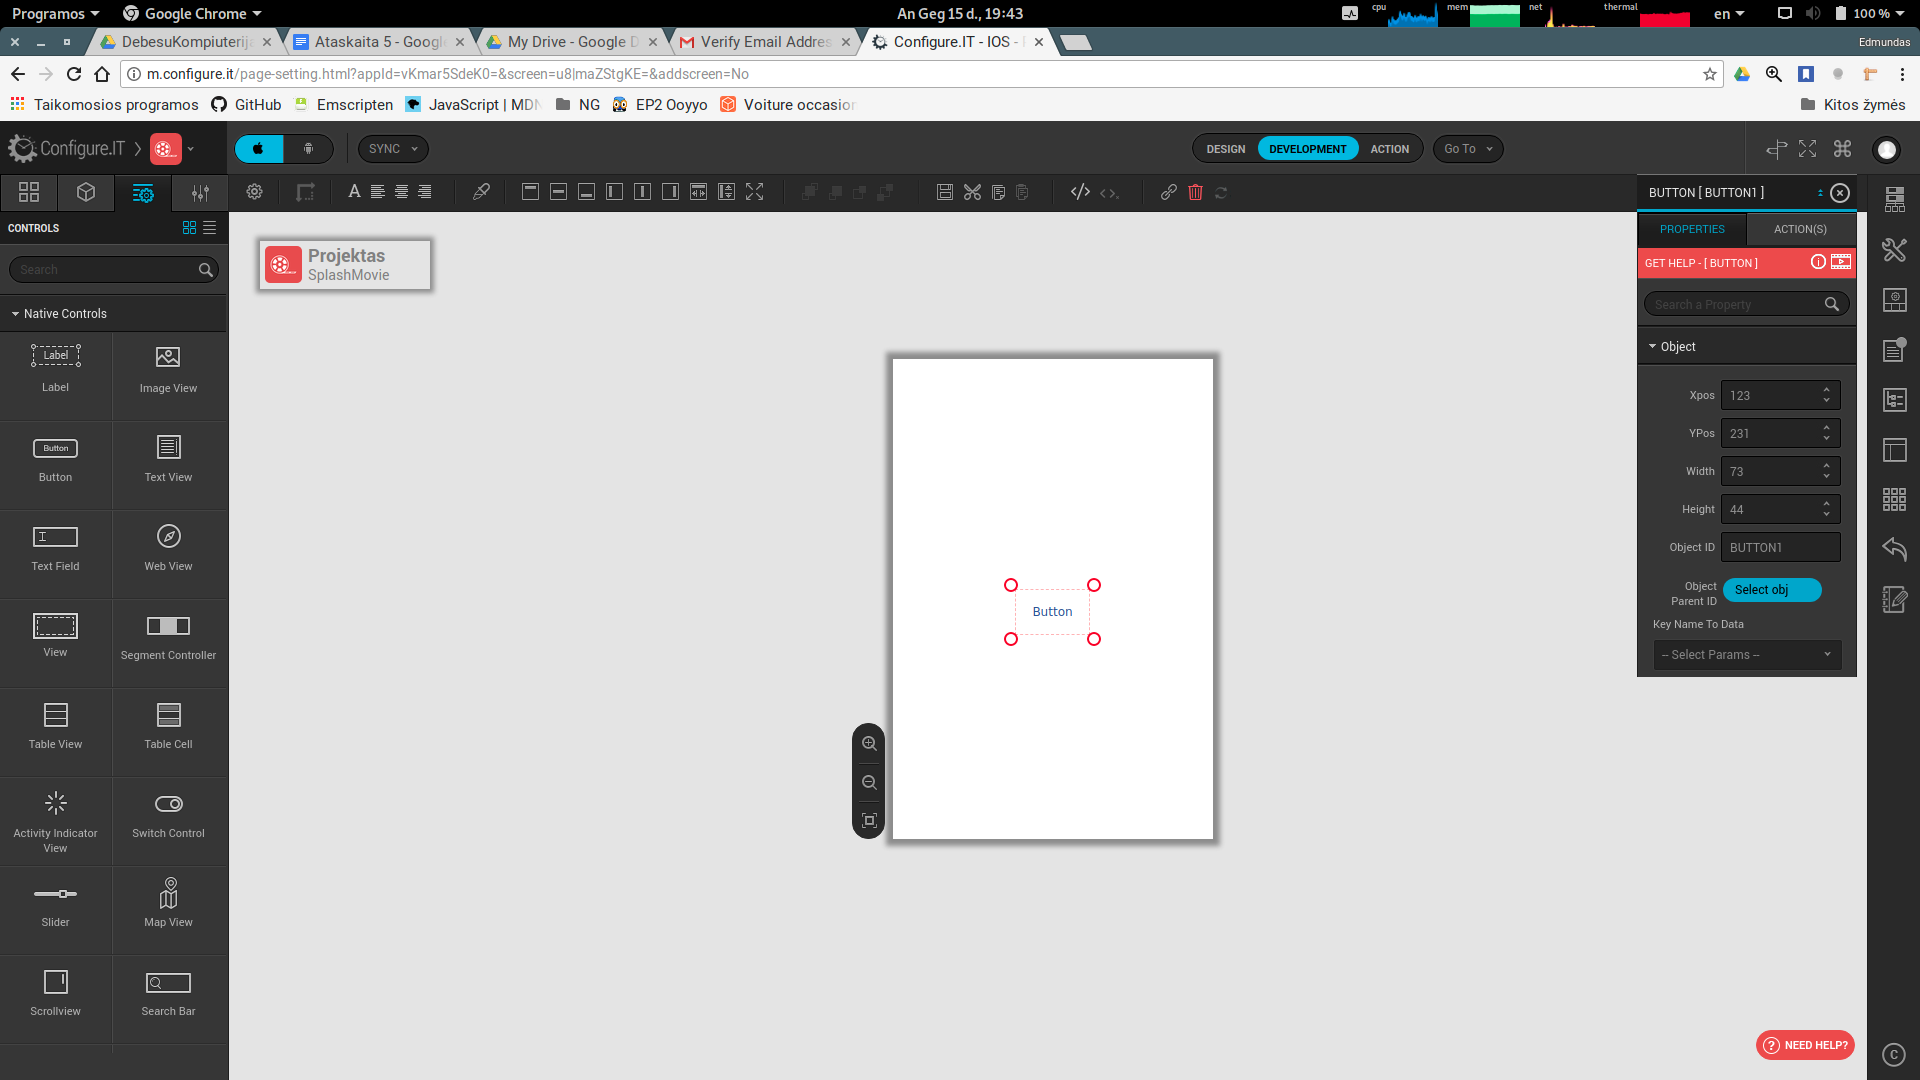 Programos
Google Chrome
An Geg 15 d., 19:43
cpu
mem
net
thermal
en
100 %
DebesuKompiuterija
Ataskaita 5 - Googl
My Drive - Google D
Verify Email Addres
Configure.IT - IOS -
Edmundas
m.configure.it/page-setting.html?appId=vKmar5SdeK0=&screen=u8|maZStgKE=&addscreen=No
Taikomosios programos
GitHub
Emscripten
JavaScript | MDN
NG
EP2 Ooyyo
Voiture occasion
Kitos žymės
Configure.IT
SYNC
DESIGN
DEVELOPMENT
ACTION
Go To
CONTROLS
Search
Native Controls
Label
Label
Image View
Button
Button
Text View
Text Field
Web View
View
Segment Controller
Table View
Table Cell
Activity Indicator View
Switch Control
Slider
Map View
Scrollview
Search Bar
Projektas
SplashMovie
Button
BUTTON [ BUTTON1 ]
PROPERTIES
ACTION(S)
GET HELP - [ BUTTON ]
Search a Property
Object
Xpos 123
YPos 231
Width 73
Height 44
Object ID BUTTON1
Object Parent ID
Select obj
Key Name To Data
-- Select Params --
NEED HELP?